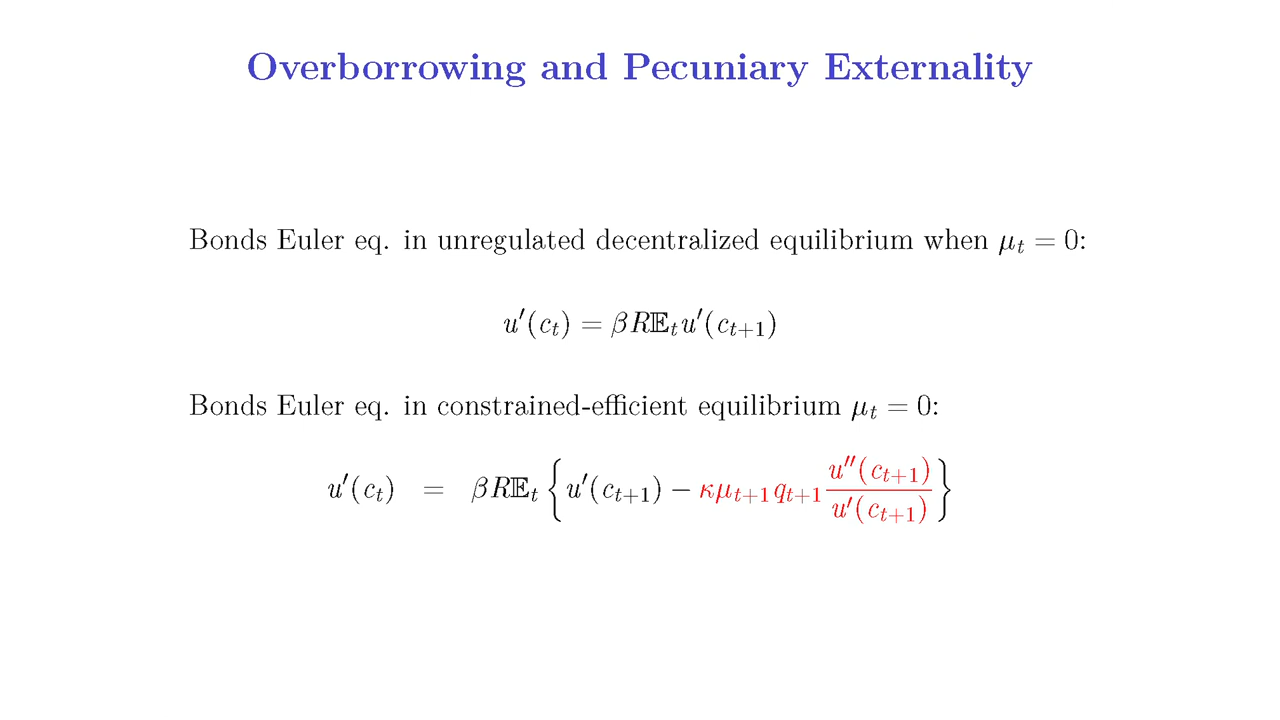 Overborrowing and Pecuniary Externality
Bonds Euler eq. in unregulated decentralized equilibrium when μ_t = 0:
u′(c_t) = βR𝔼_t u′(c_{t+1})
Bonds Euler eq. in constrained-efficient equilibrium μ_t = 0:
u′(c_t) = βR𝔼_t { u′(c_{t+1}) − κμ_{t+1} q_{t+1} u″(c_{t+1}) / u′(c_{t+1}) }